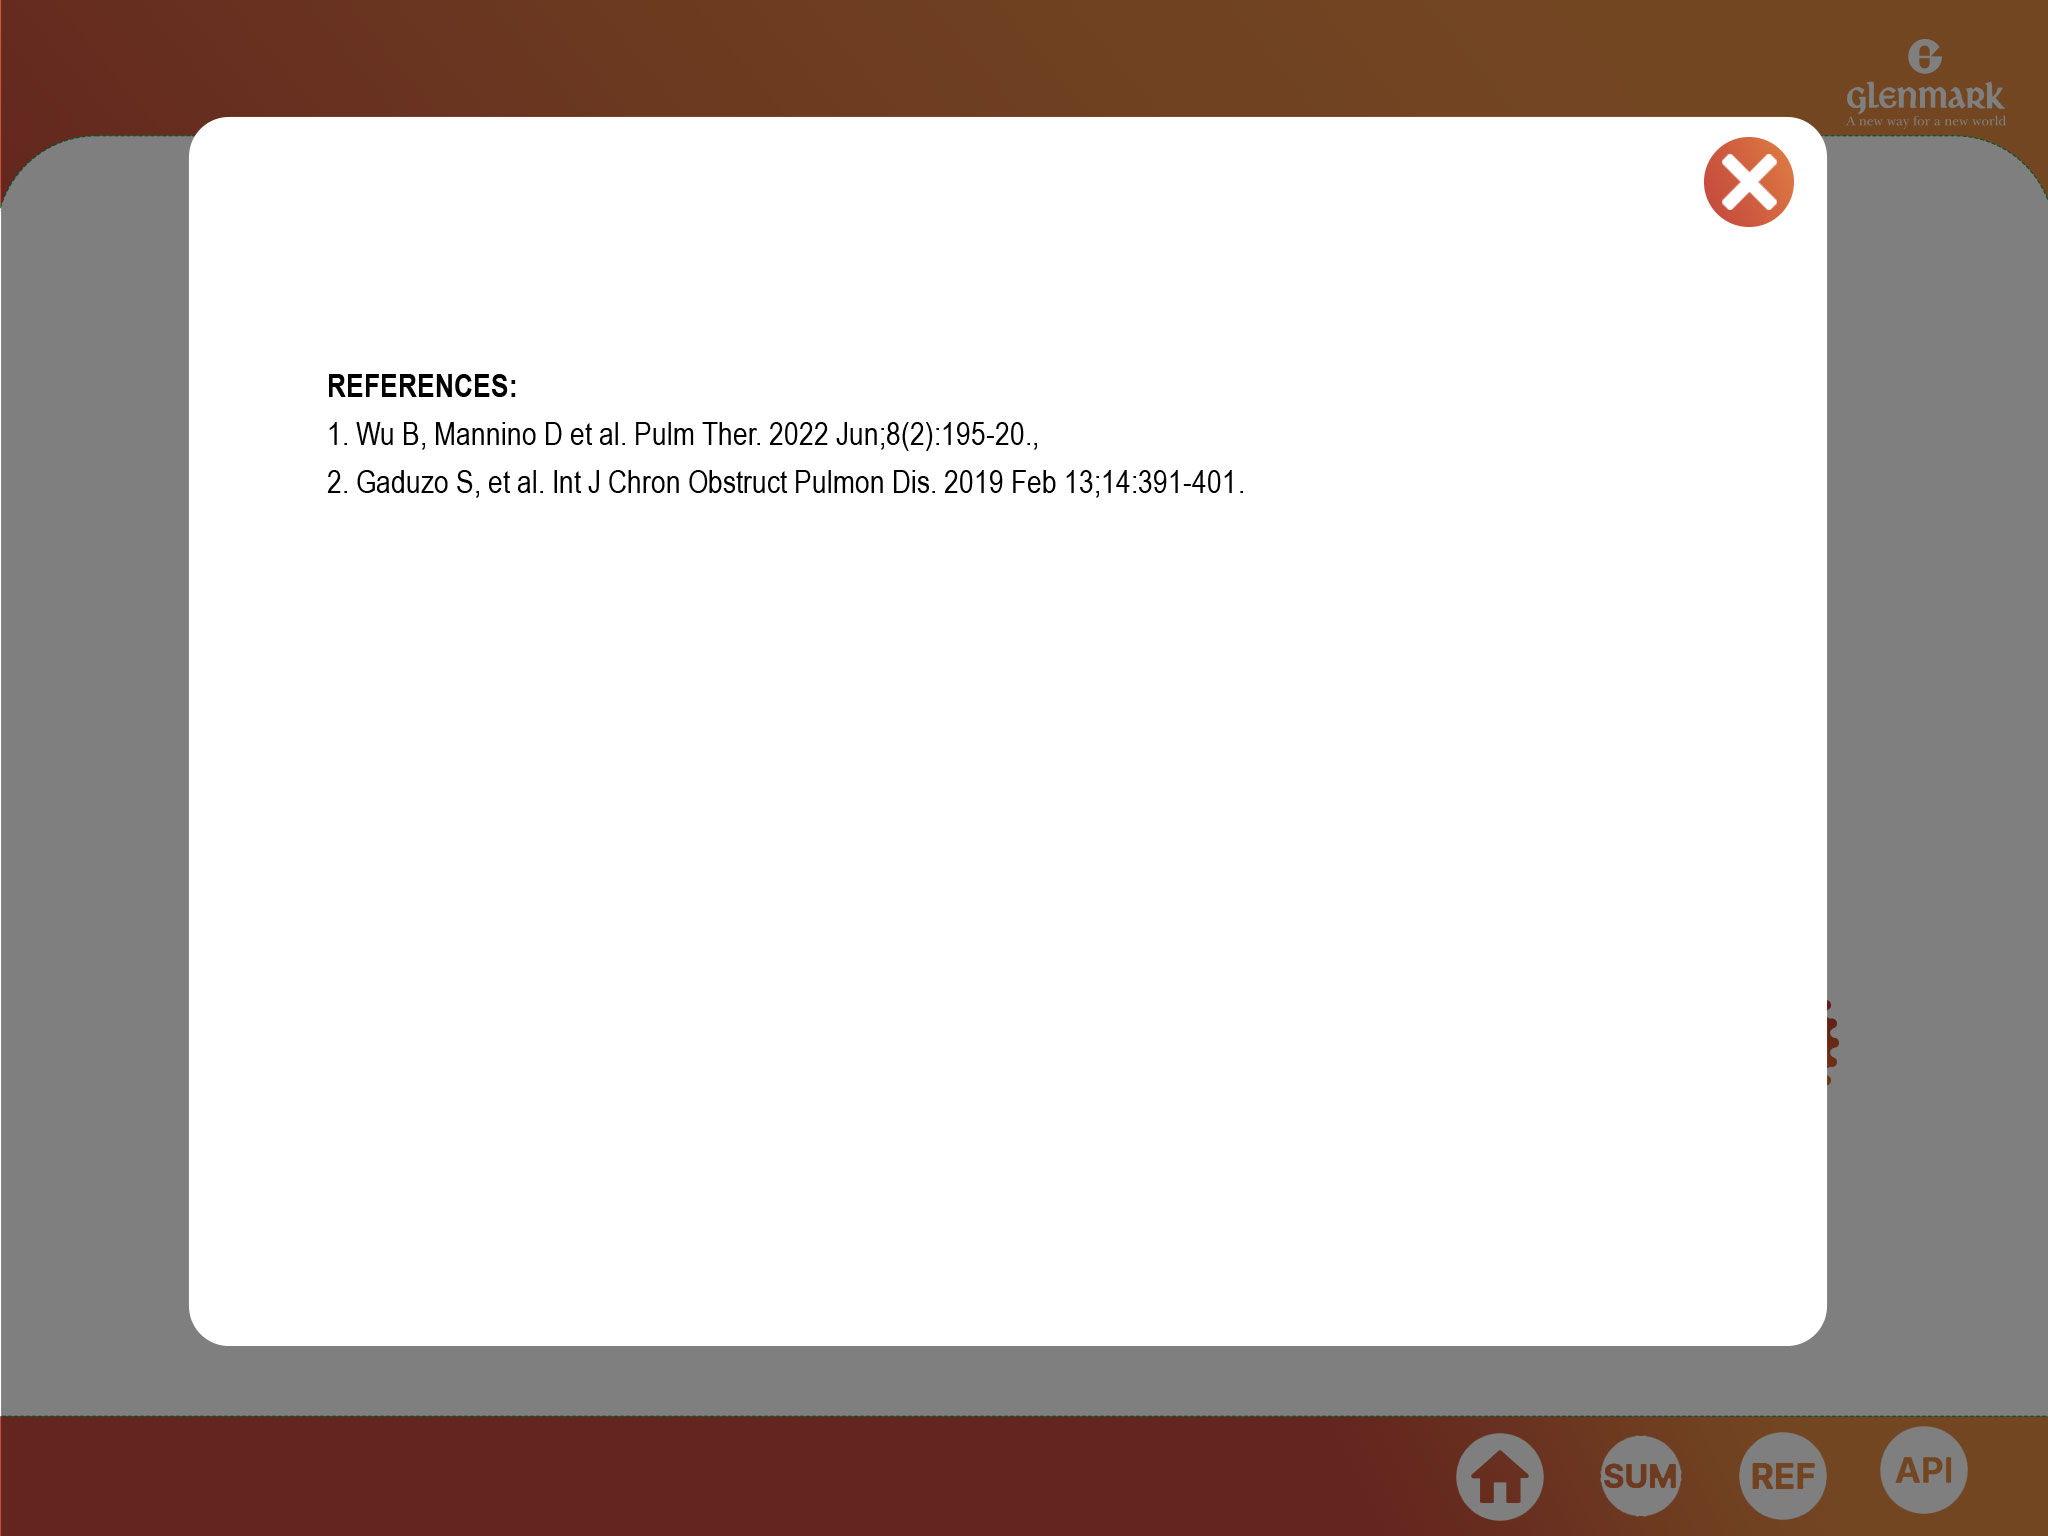 glenmark
A new way for a new world
REFERENCES:
1. Wu B, Mannino D et al. Pulm Ther. 2022 Jun;8(2):195-20.,
2. Gaduzo S, et al. Int J Chron Obstruct Pulmon Dis. 2019 Feb 13;14:391-401.
SUM
REF
API